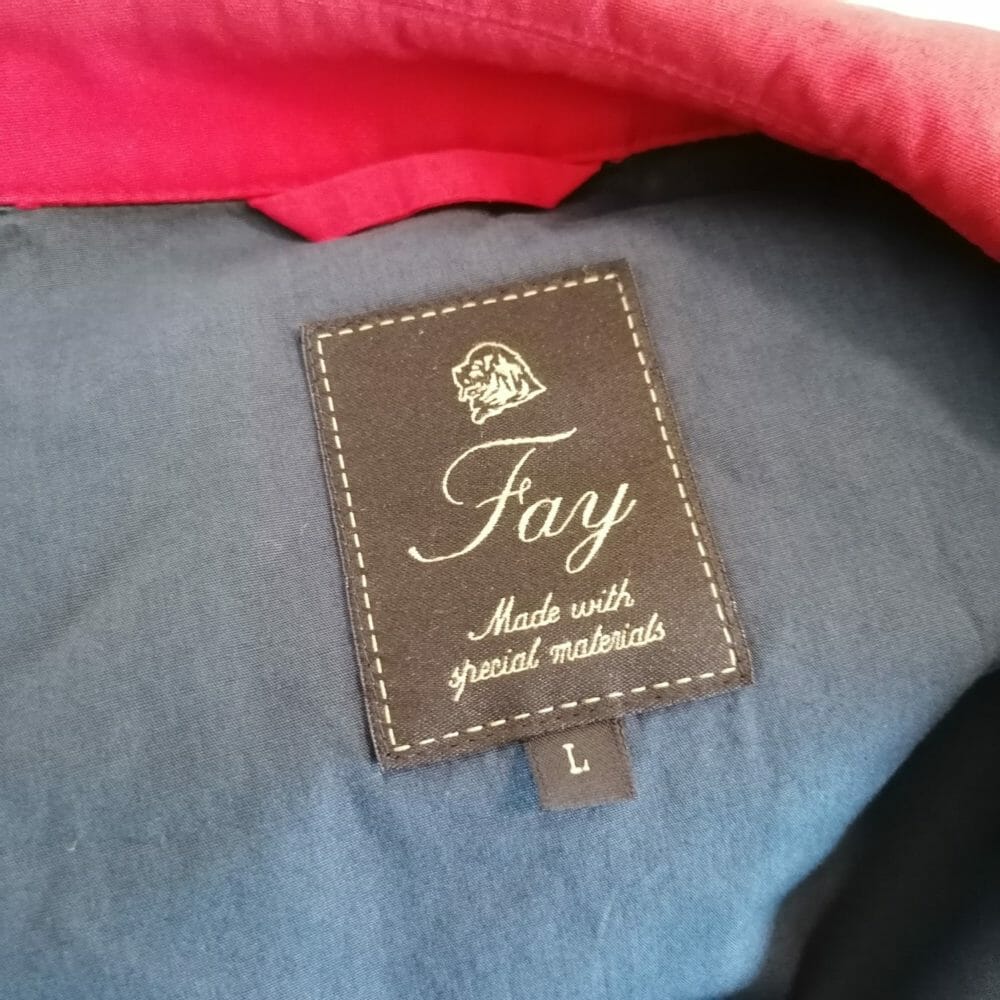 Fay
Made with
special materials
L